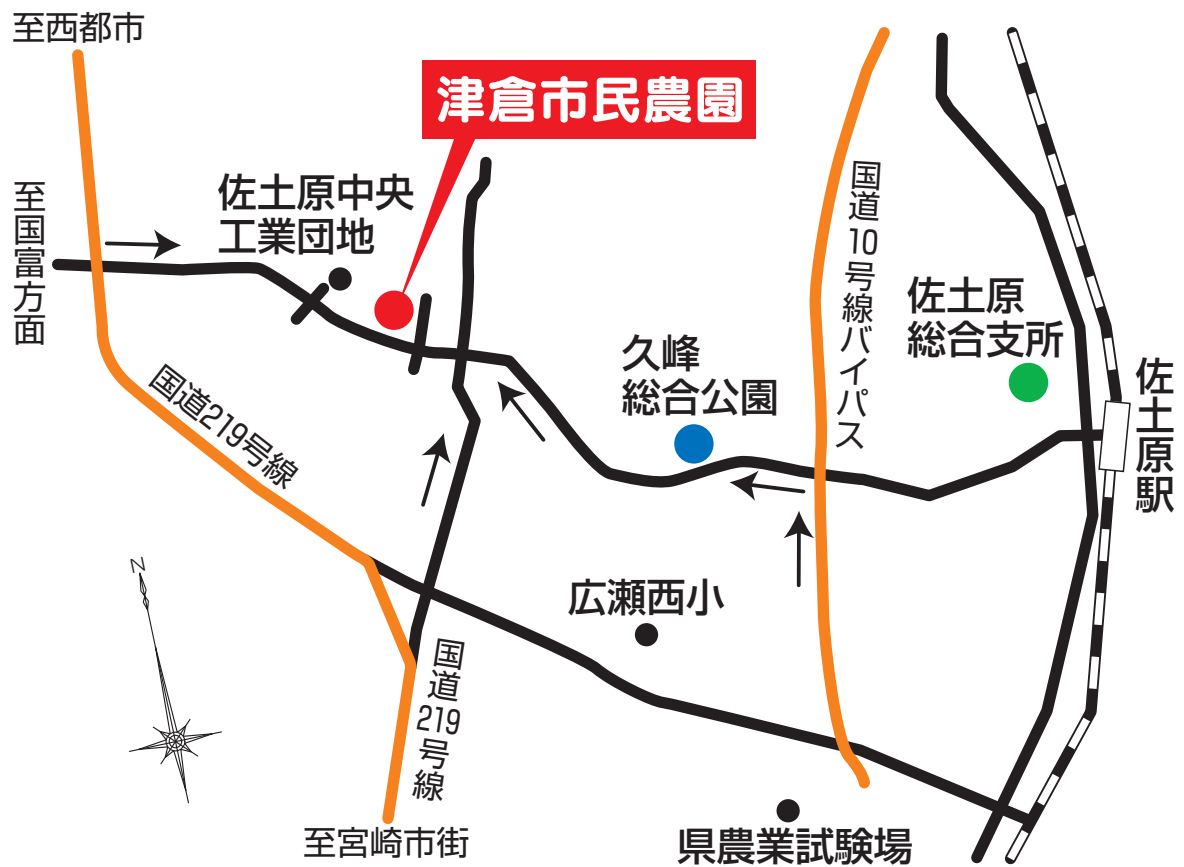 至西都市
津倉市民農園
至国富方面
佐土原中央
工業団地
国道10号線バイパス
佐土原
総合支所
久峰
総合公園
佐土原駅
国道219号線
N
広瀬西小
国道219号線
至宮崎市街
県農業試験場